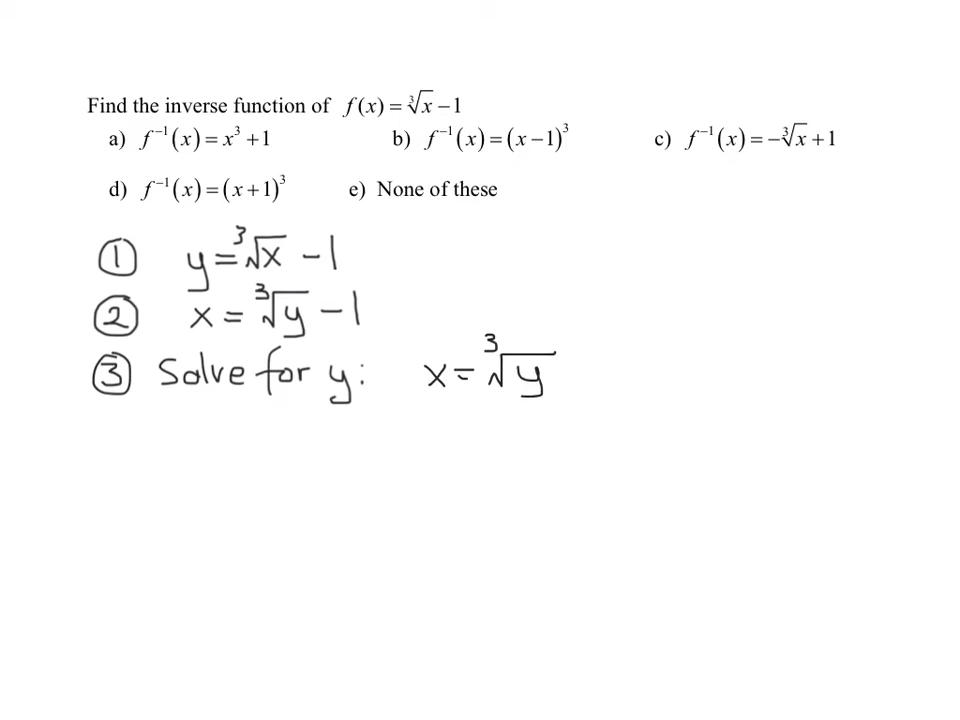 Find the inverse function of f(x) = ∛x − 1
a) f⁻¹(x) = x³ + 1 b) f⁻¹(x) = (x − 1)³ c) f⁻¹(x) = −∛x + 1
d) f⁻¹(x) = (x + 1)³ e) None of these
① y = ∛x − 1
② x = ∛y − 1
③ Solve for y: x = ∛y